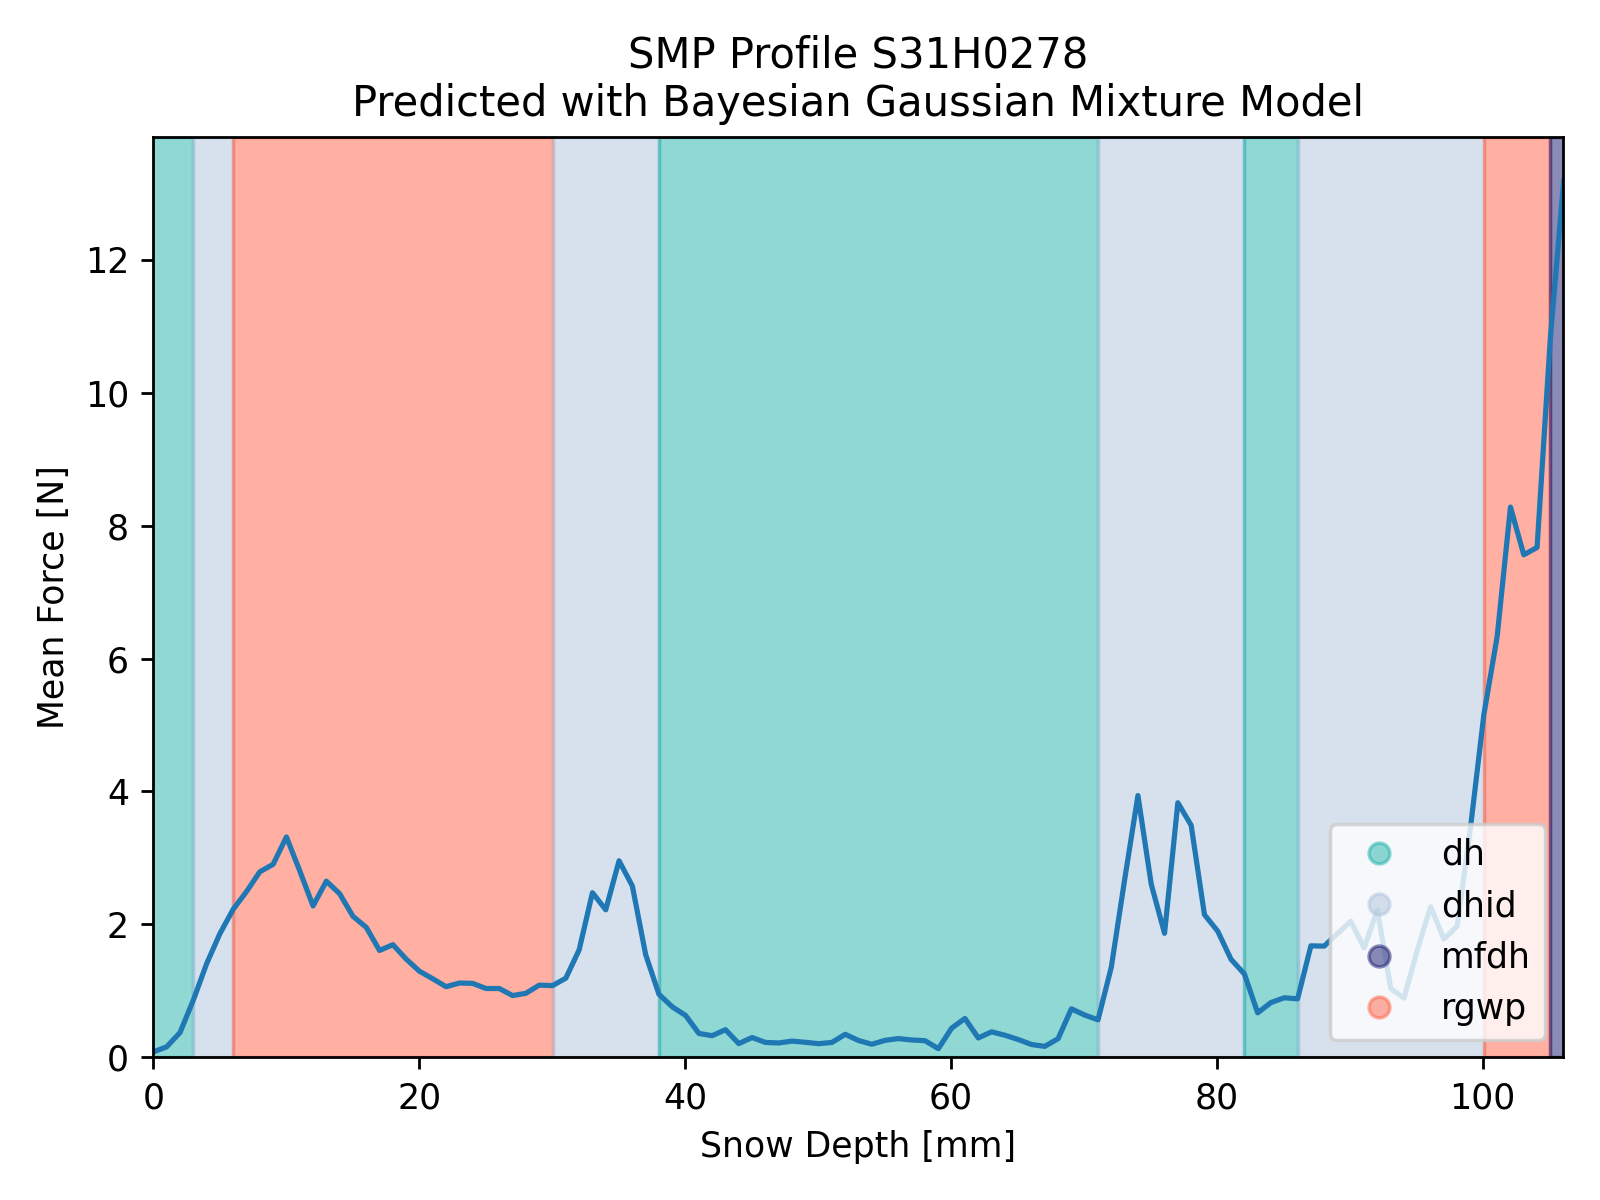 SMP Profile S31H0278
Predicted with Bayesian Gaussian Mixture Model
Mean Force [N]
12
10
8
6
4
2
0
dh
dhid
mfdh
rgwp
0 20 40 60 80 100
Snow Depth [mm]